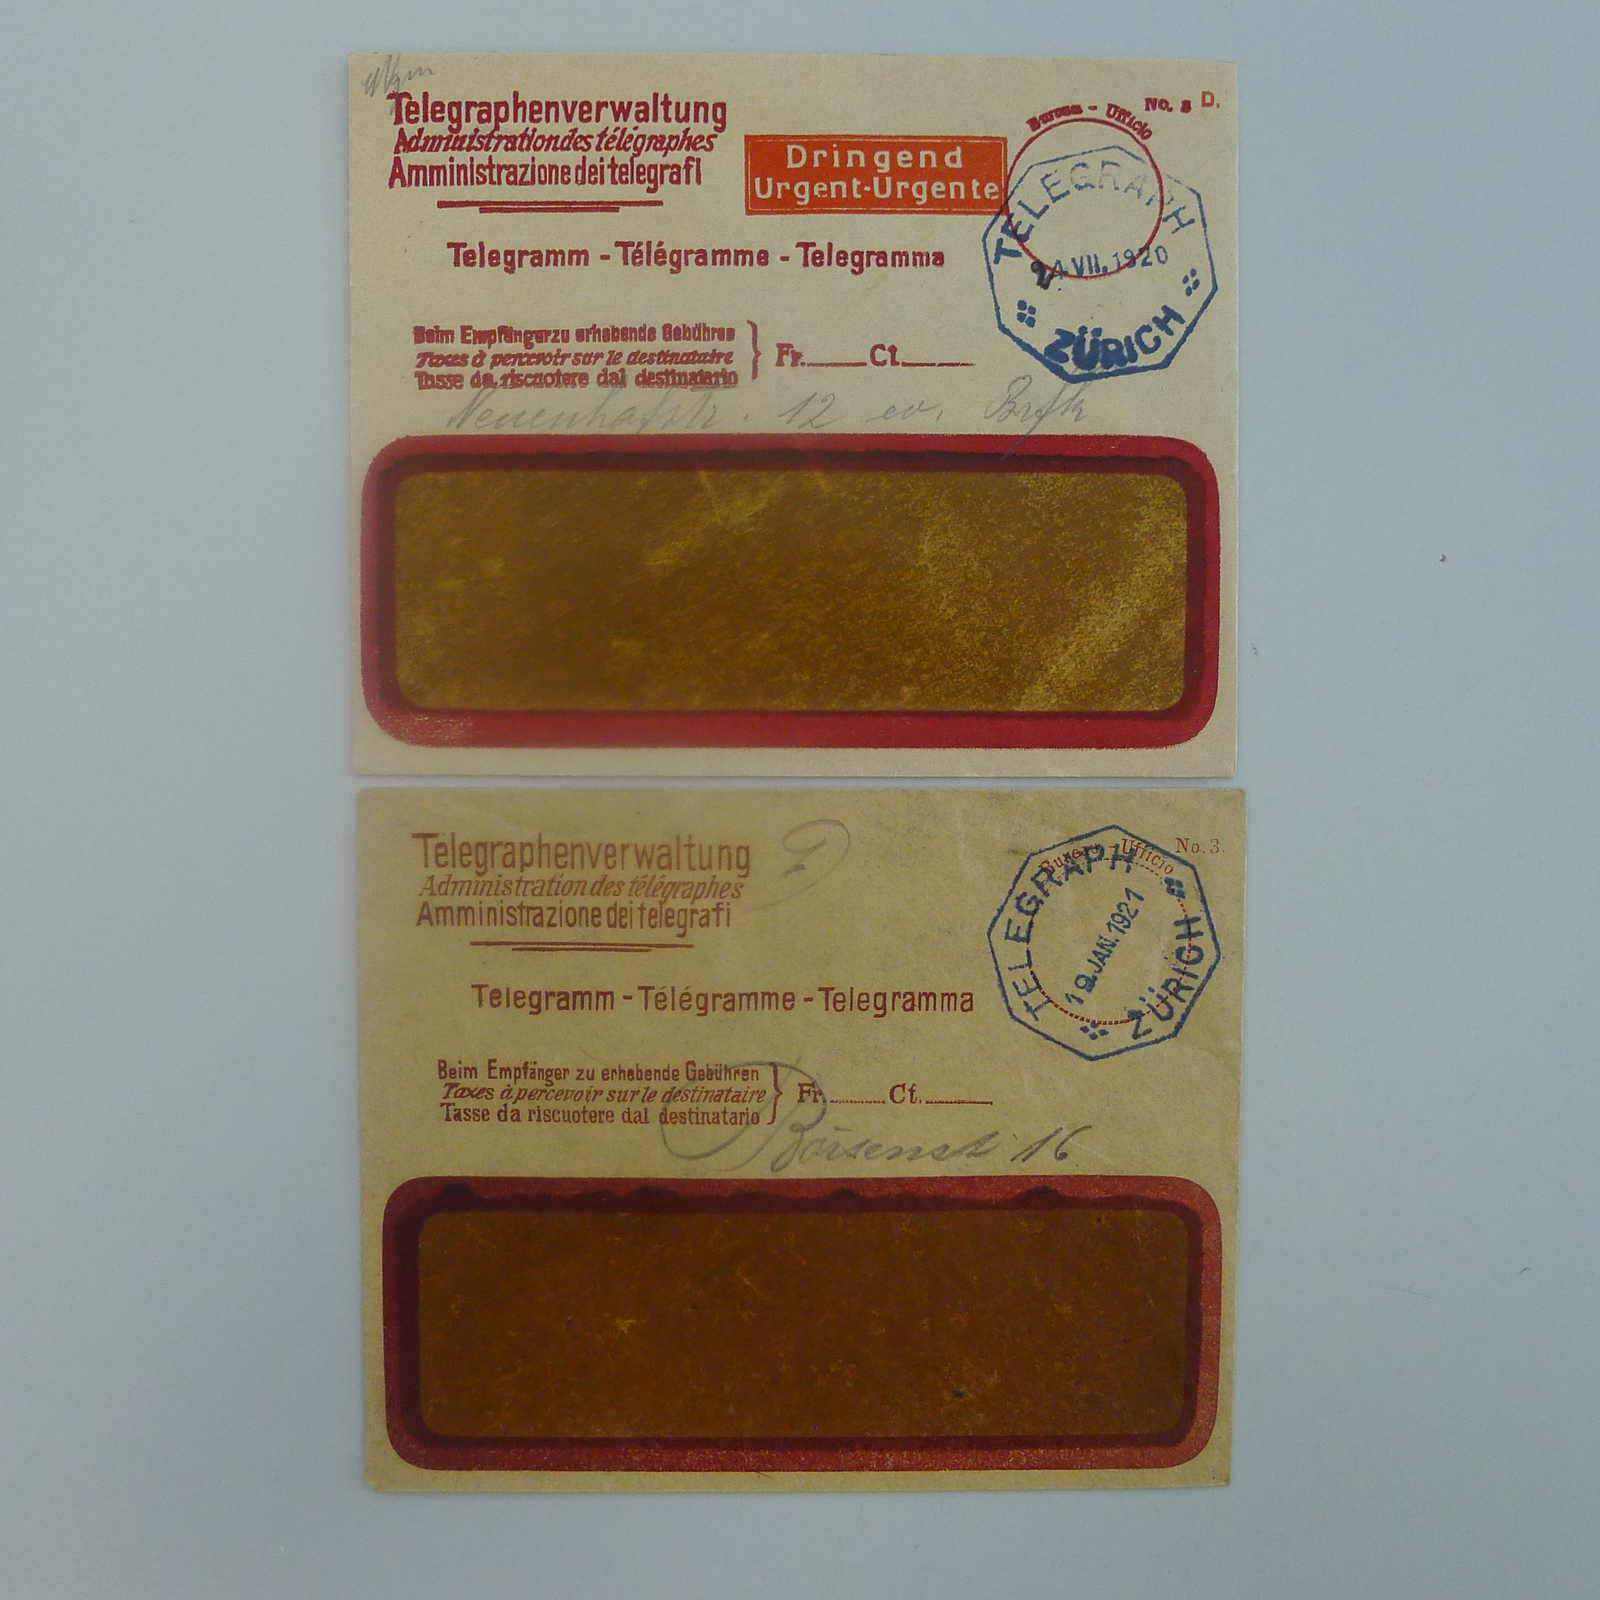 Telegraphenverwaltung
Administration des télégraphes
Amministrazione dei telegrafi
Dringend
Urgent-Urgente
Bureau - Ufficio
No. 3 D.
TELEGRAPH
VII. 1920
ZÜRICH
Telegramm - Télégramme - Telegramma
Beim Empfänger zu erhebende Gebühren
Taxes à percevoir sur le destinataire
Tasse da riscuotere dal destinatario
Fr. Ct.
12
Telegraphenverwaltung
Administration des télégraphes
Amministrazione dei telegrafi
Bureau - Ufficio
No. 3.
TELEGRAPH
19. JAN. 1921
ZÜRICH
Telegramm - Télégramme - Telegramma
Beim Empfänger zu erhebende Gebühren
Taxes à percevoir sur le destinataire
Tasse da riscuotere dal destinatario
Fr. Ct.
Börsenst 16